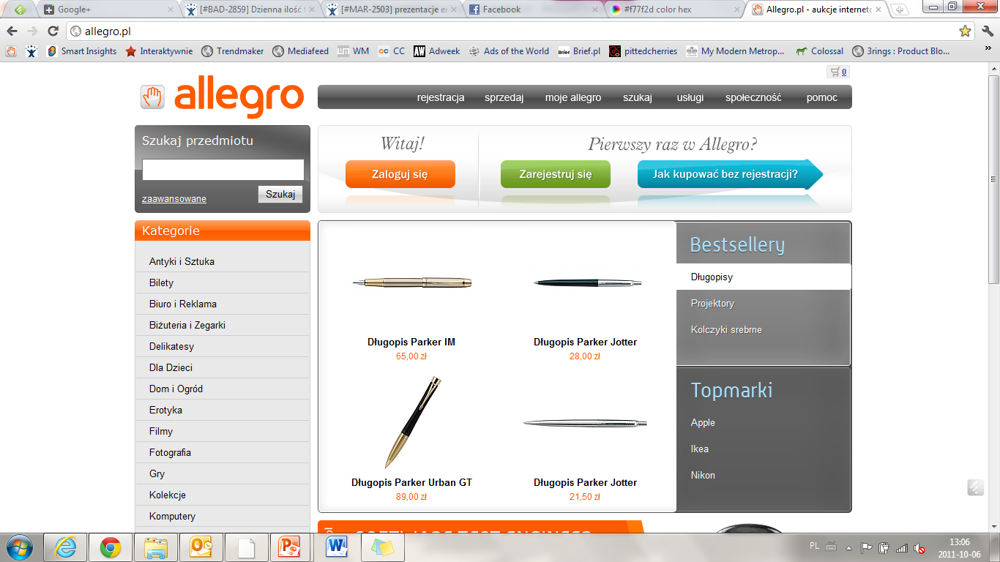 Google+
[#BAD-2859] Dzienna ilość
[#MAR-2503] prezentacje
Facebook
#f77f2d color hex
Allegro.pl - aukcje internet
allegro.pl
Smart Insights
Interaktywnie
Trendmaker
Mediafeed
WM
CC
Adweek
Ads of the World
Brief.pl
pittedcherries
My Modern Metrop...
Colossal
3rings : Product Blo...
»
0
allegro
rejestracja sprzedaj moje allegro szukaj usługi społeczność pomoc
Szukaj przedmiotu
zaawansowane
Szukaj
Witaj!
Zaloguj się
Pierwszy raz w Allegro?
Zarejestruj się
Jak kupować bez rejestracji?
Kategorie
Antyki i Sztuka
Bilety
Biuro i Reklama
Biżuteria i Zegarki
Delikatesy
Dla Dzieci
Dom i Ogród
Erotyka
Filmy
Fotografia
Gry
Kolekcje
Komputery
Długopis Parker IM
65,00 zł
Długopis Parker Jotter
28,00 zł
Długopis Parker Urban GT
89,00 zł
Długopis Parker Jotter
21,50 zł
Bestsellery
Długopisy
Projektory
Kolczyki srebrne
Topmarki
Apple
Ikea
Nikon
SOFTWARE TEST ENGINEER
PL
13:06
2011-10-06